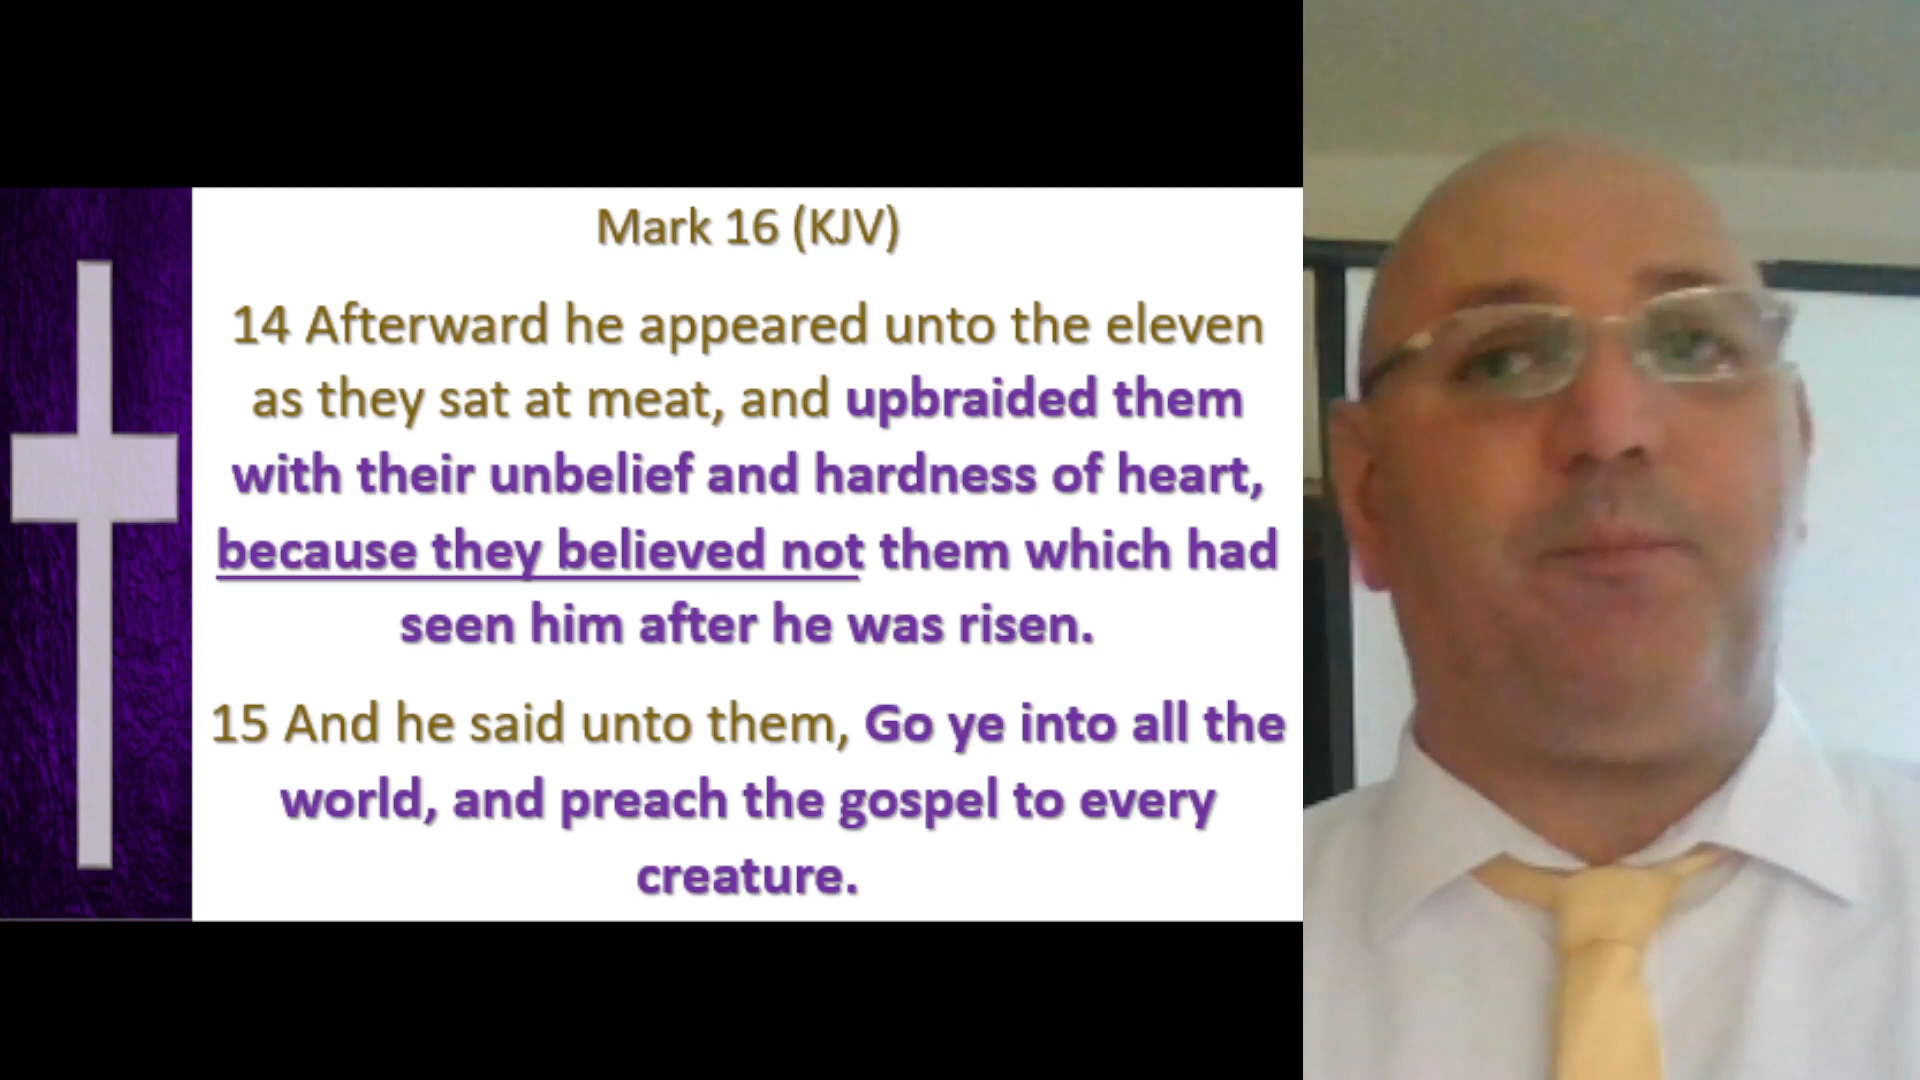 Mark 16 (KJV)
14 Afterward he appeared unto the eleven
as they sat at meat, and upbraided them
with their unbelief and hardness of heart,
because they believed not them which had
seen him after he was risen.
15 And he said unto them, Go ye into all the
world, and preach the gospel to every
creature.